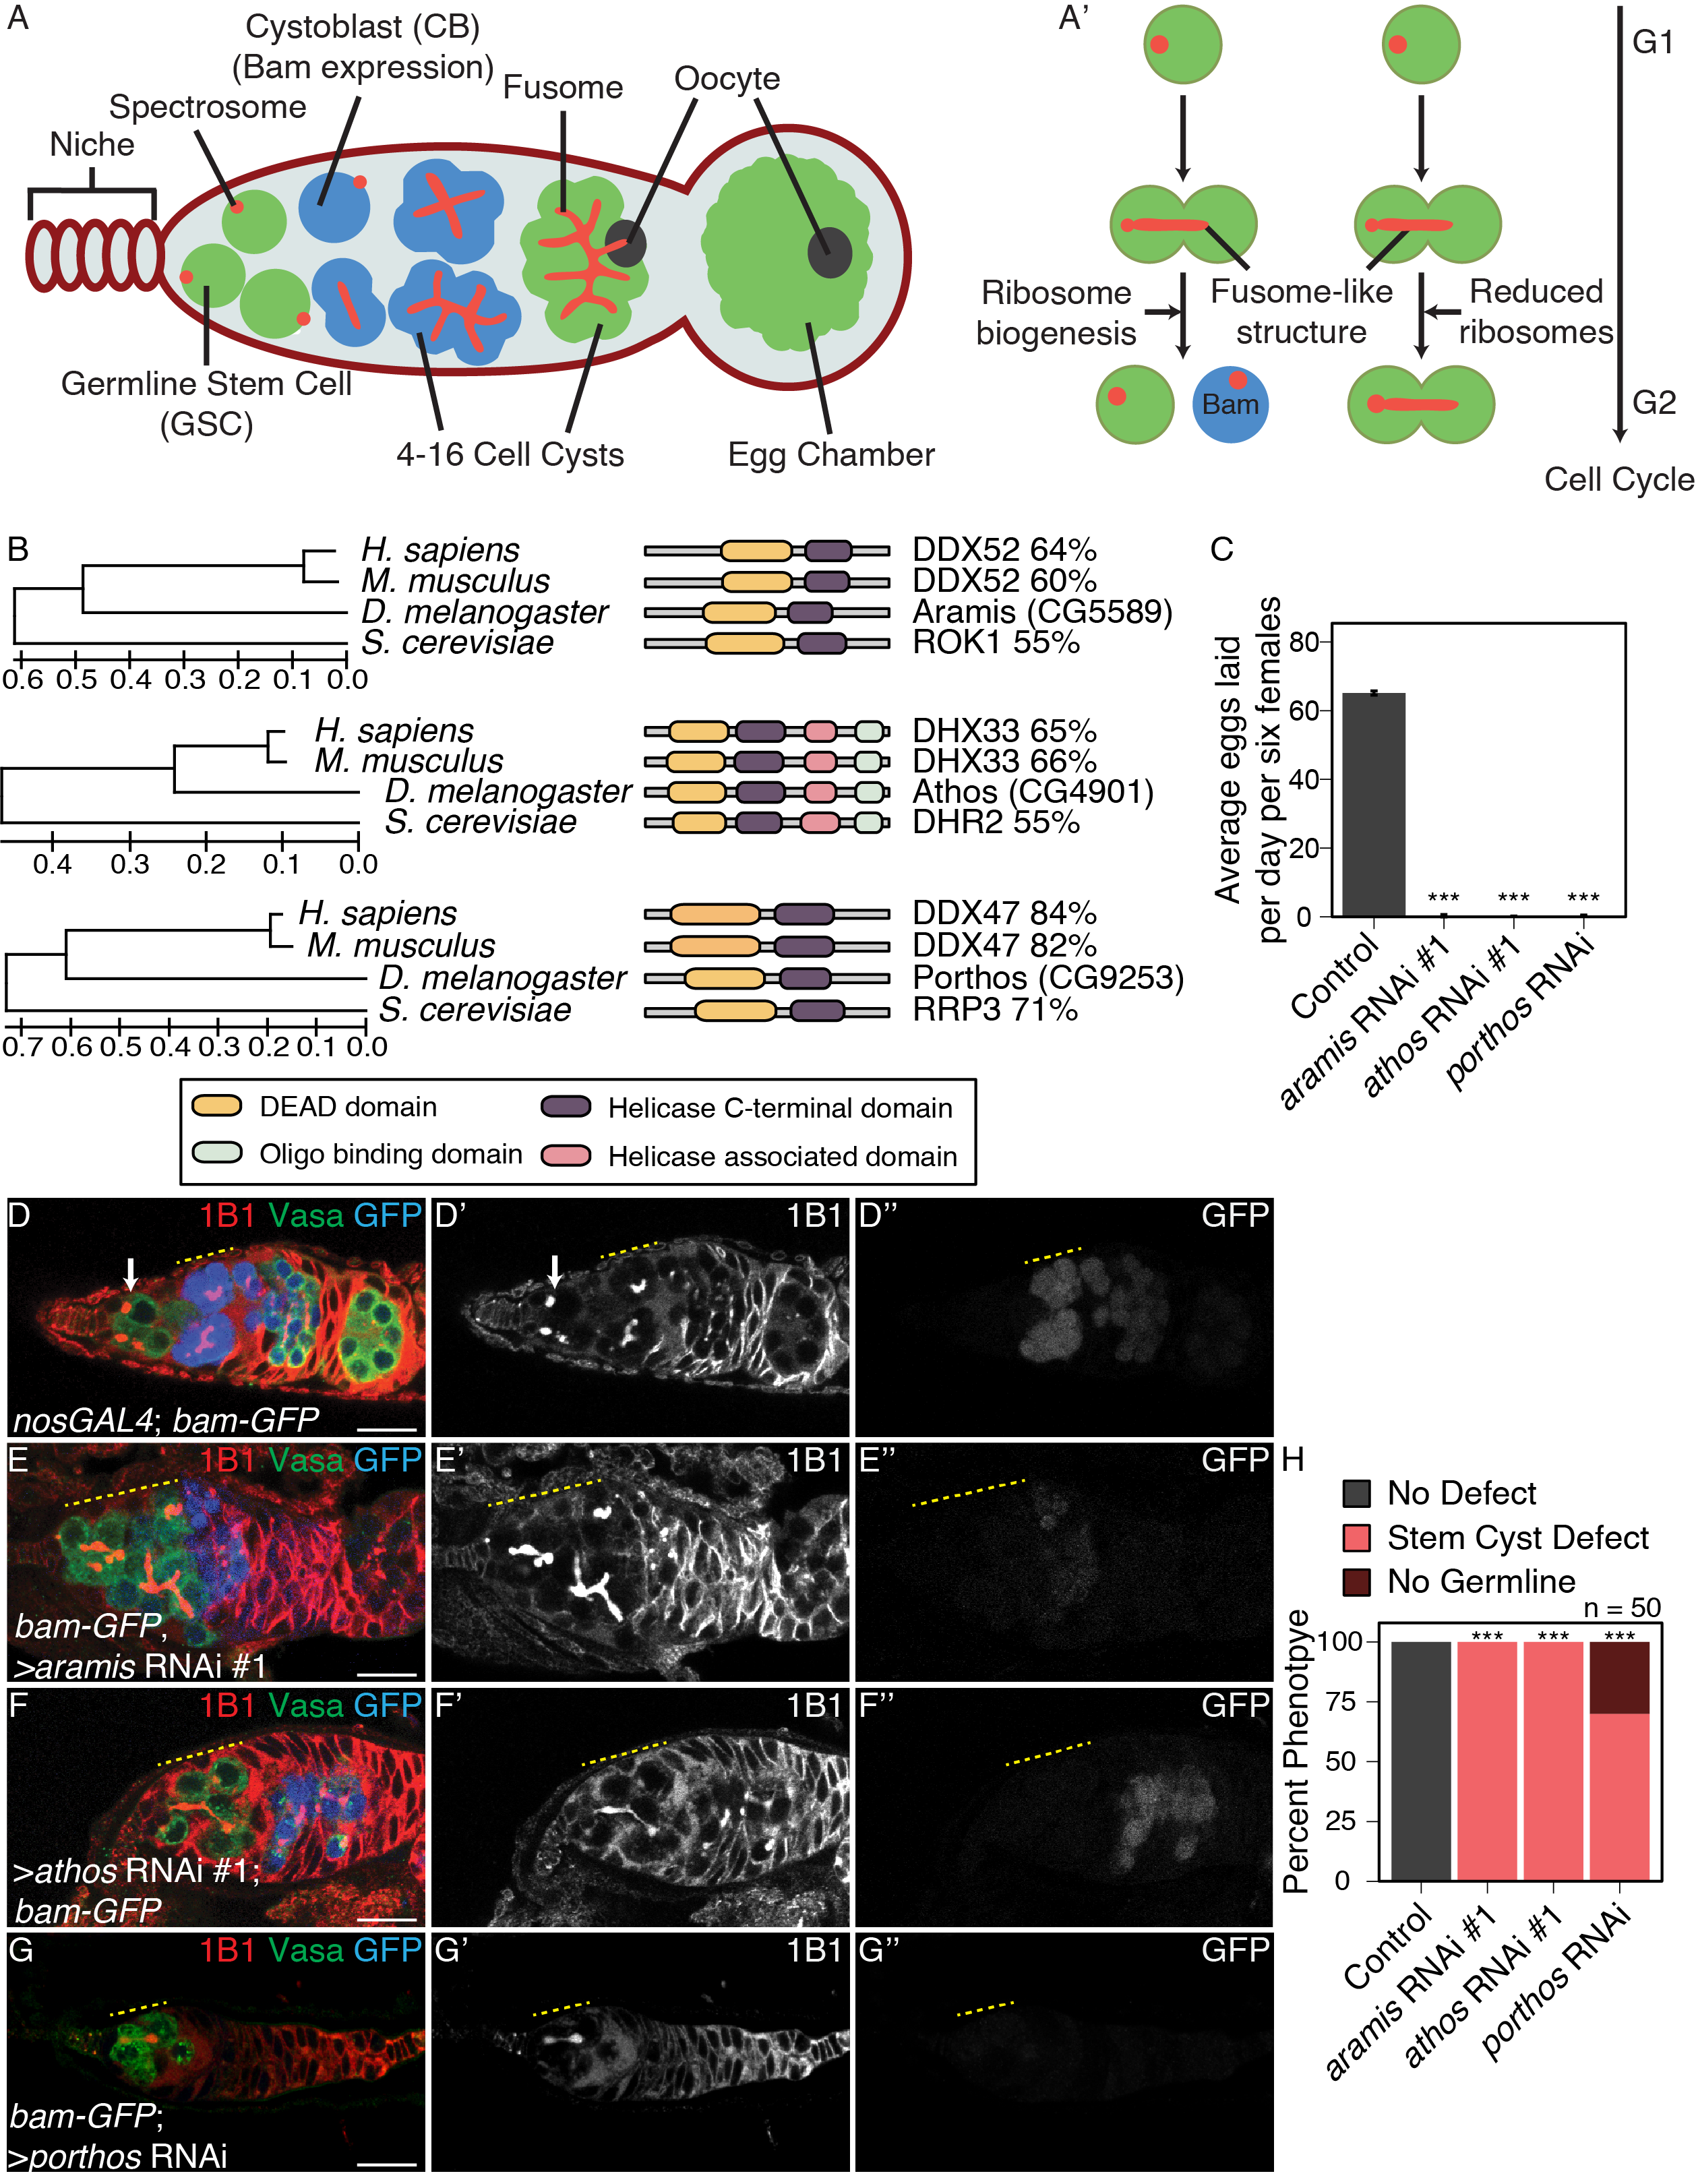 A
Cystoblast (CB)
(Bam expression)
Spectrosome
Niche
Fusome
Oocyte
Germline Stem Cell
(GSC)
4-16 Cell Cysts
Egg Chamber
A’
G1
Ribosome
biogenesis
Fusome-like
structure
Reduced
ribosomes
Bam
G2
Cell Cycle
B
H. sapiens
DDX52 64%
M. musculus
DDX52 60%
D. melanogaster
Aramis (CG5589)
S. cerevisiae
ROK1 55%
0.6 0.5 0.4 0.3 0.2 0.1 0.0
H. sapiens
DHX33 65%
M. musculus
DHX33 66%
D. melanogaster
Athos (CG4901)
S. cerevisiae
DHR2 55%
0.4 0.3 0.2 0.1 0.0
H. sapiens
DDX47 84%
M. musculus
DDX47 82%
D. melanogaster
Porthos (CG9253)
S. cerevisiae
RRP3 71%
0.7 0.6 0.5 0.4 0.3 0.2 0.1 0.0
DEAD domain
Helicase C-terminal domain
Oligo binding domain
Helicase associated domain
C
Average eggs laid
per day per six females
80
60
40
20
0
*** *** ***
Control
aramis RNAi #1
athos RNAi #1
porthos RNAi
D
1B1 Vasa GFP
nosGAL4; bam-GFP
D’
1B1
D’’
GFP
E
1B1 Vasa GFP
bam-GFP,
>aramis RNAi #1
E’
1B1
E’’
GFP
F
1B1 Vasa GFP
>athos RNAi #1;
bam-GFP
F’
1B1
F’’
GFP
G
1B1 Vasa GFP
bam-GFP;
>porthos RNAi
G’
1B1
G’’
GFP
H
No Defect
Stem Cyst Defect
No Germline
n = 50
Percent Phenotpye
100
75
50
25
0
*** *** ***
Control
aramis RNAi #1
athos RNAi #1
porthos RNAi